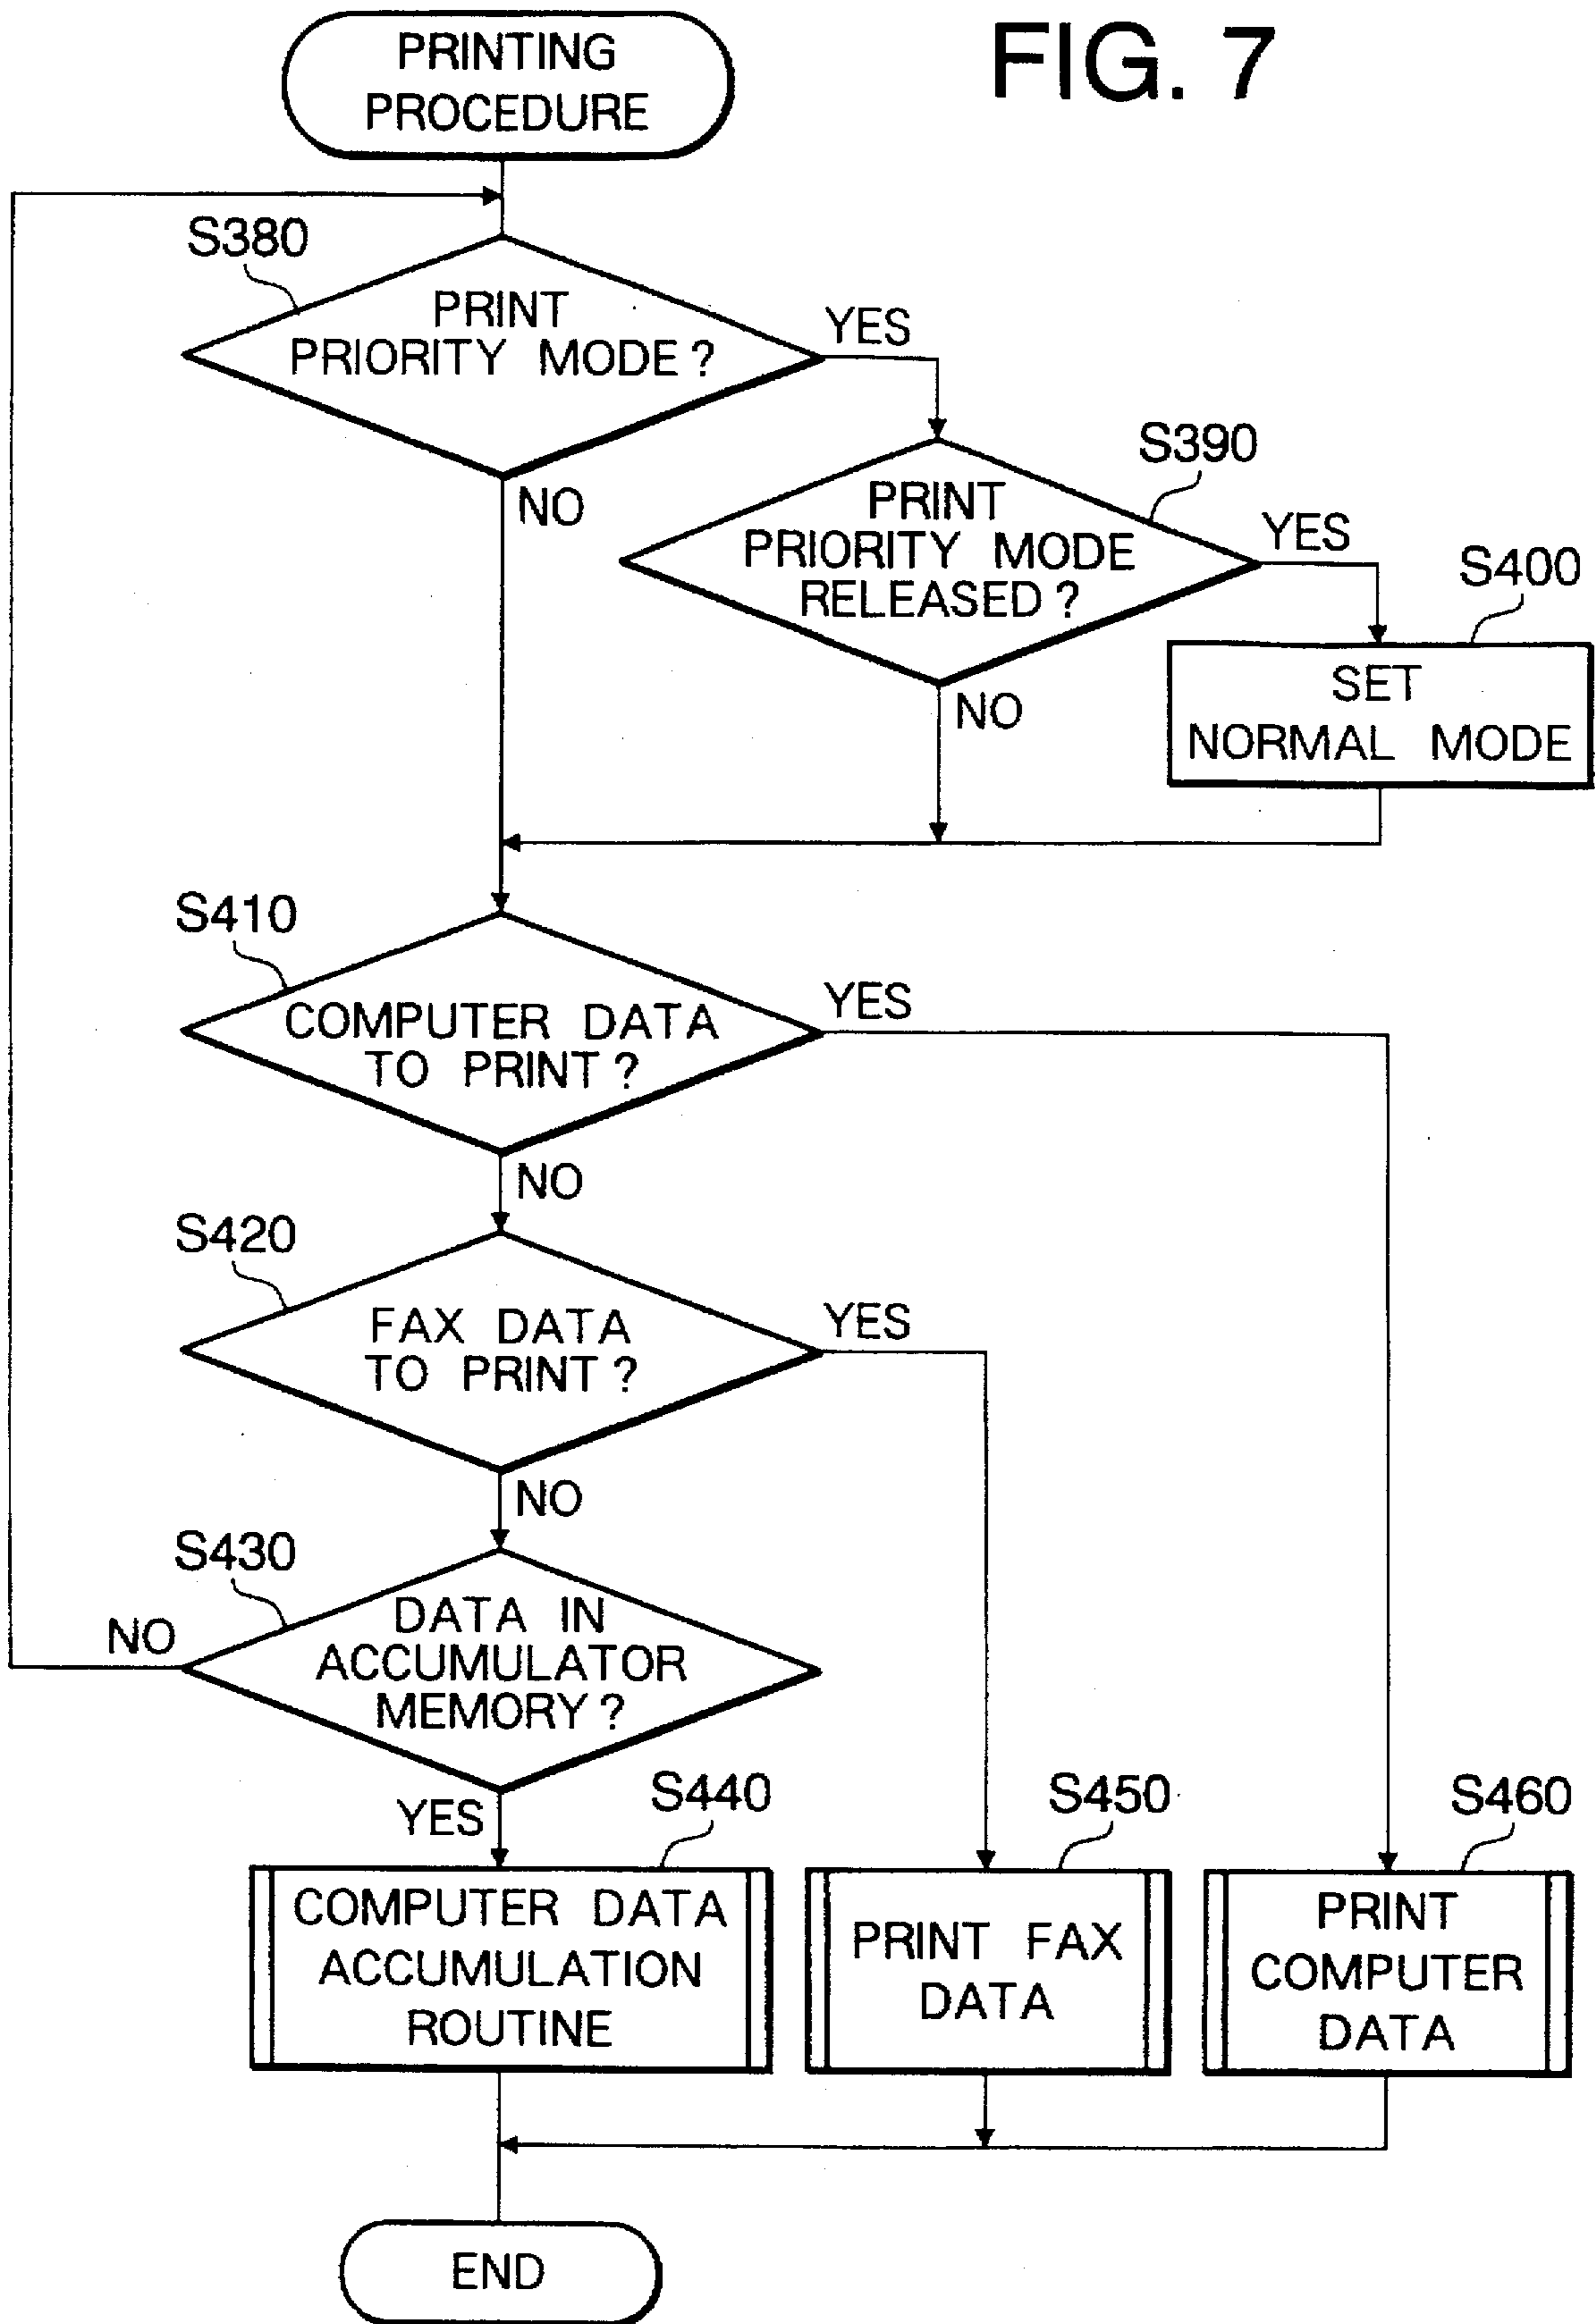 FIG. 7
PRINTING
PROCEDURE
S380
PRINT
PRIORITY MODE?
YES
NO
S390
PRINT
PRIORITY MODE
RELEASED?
YES
NO
S400
SET
NORMAL MODE
S410
COMPUTER DATA
TO PRINT?
YES
NO
S420
FAX DATA
TO PRINT?
YES
NO
S430
DATA IN
ACCUMULATOR
MEMORY?
NO
YES
S440
COMPUTER DATA
ACCUMULATION
ROUTINE
S450
PRINT FAX
DATA
S460
PRINT
COMPUTER
DATA
END